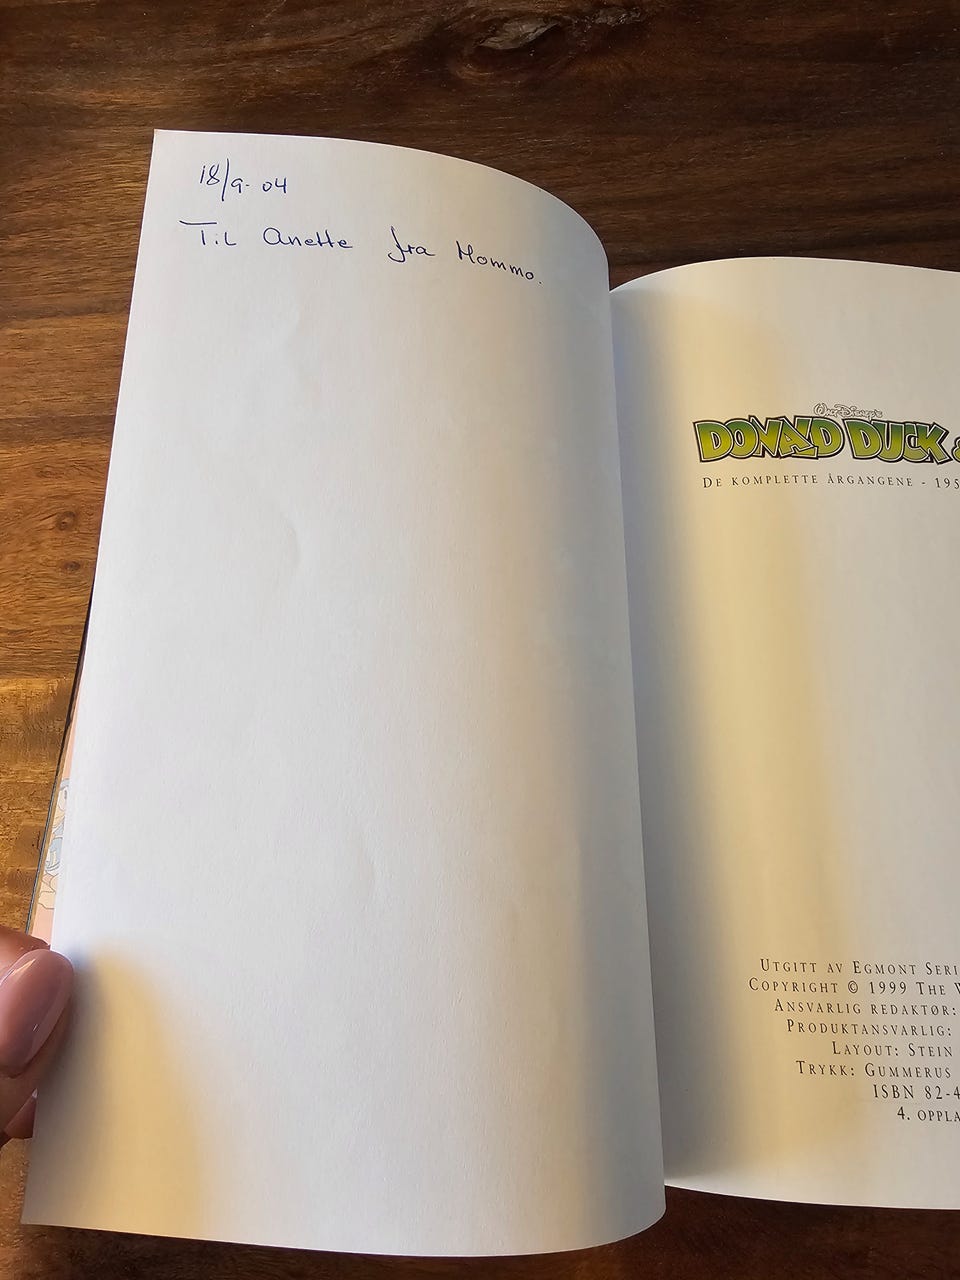 18/9-04
Til Anette fra Mommo.
Walt Disney's
DONALD DUCK &
DE KOMPLETTE ÅRGANGENE - 195
UTGITT AV EGMONT SERI
COPYRIGHT © 1999 THE W
ANSVARLIG REDAKTØR:
PRODUKTANSVARLIG:
LAYOUT: STEIN
TRYKK: GUMMERUS
ISBN 82-4
4. OPPLA